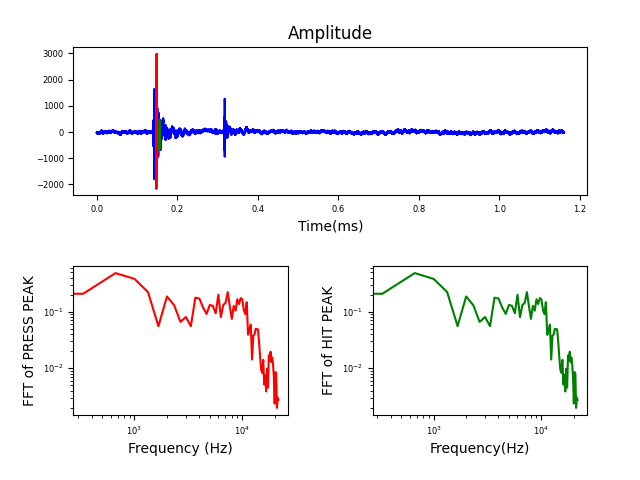 Amplitude
3000
2000
1000
0
−1000
−2000
0.0 0.2 0.4 0.6 0.8 1.0 1.2
Time(ms)
FFT of PRESS PEAK
10⁻¹
10⁻²
10³ 10⁴
Frequency (Hz)
FFT of HIT PEAK
10⁻¹
10⁻²
10³ 10⁴
Frequency(Hz)